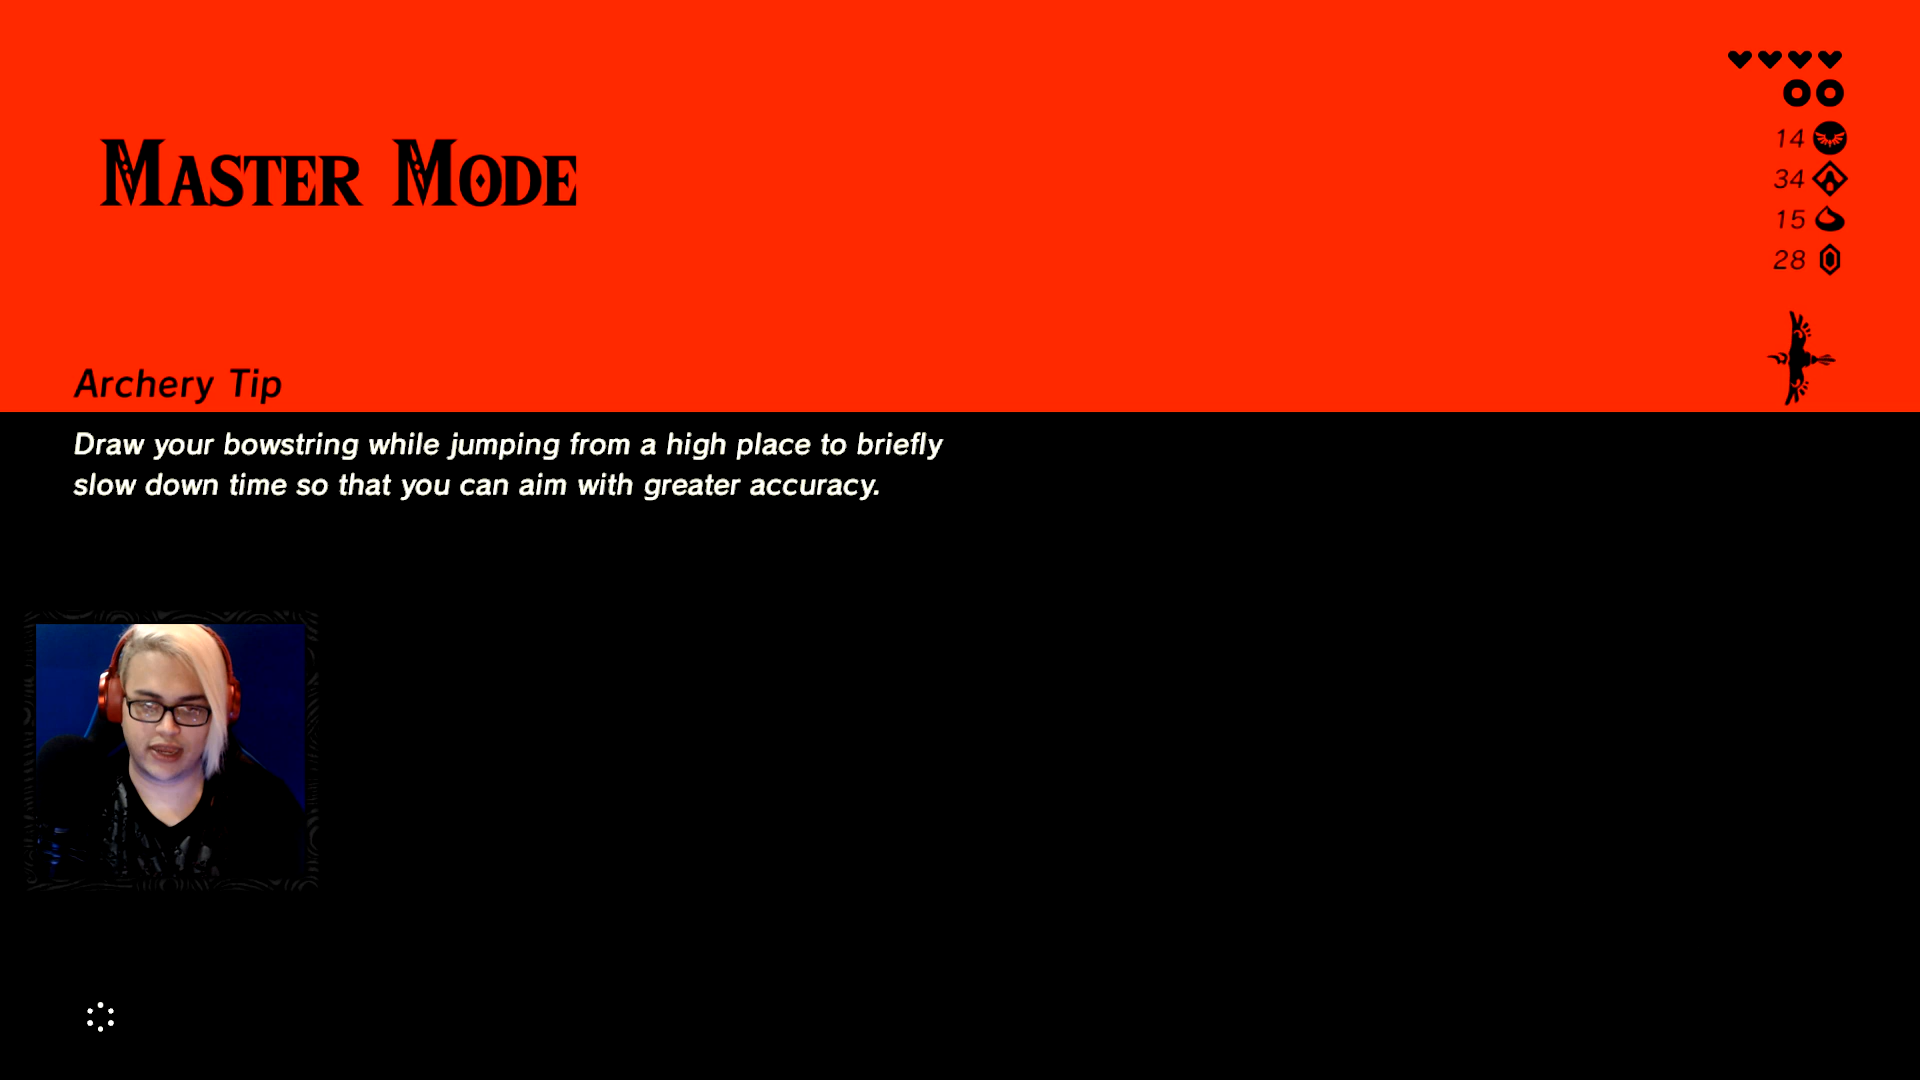 Master Mode
14
34
15
28
Archery Tip
Draw your bowstring while jumping from a high place to briefly
slow down time so that you can aim with greater accuracy.